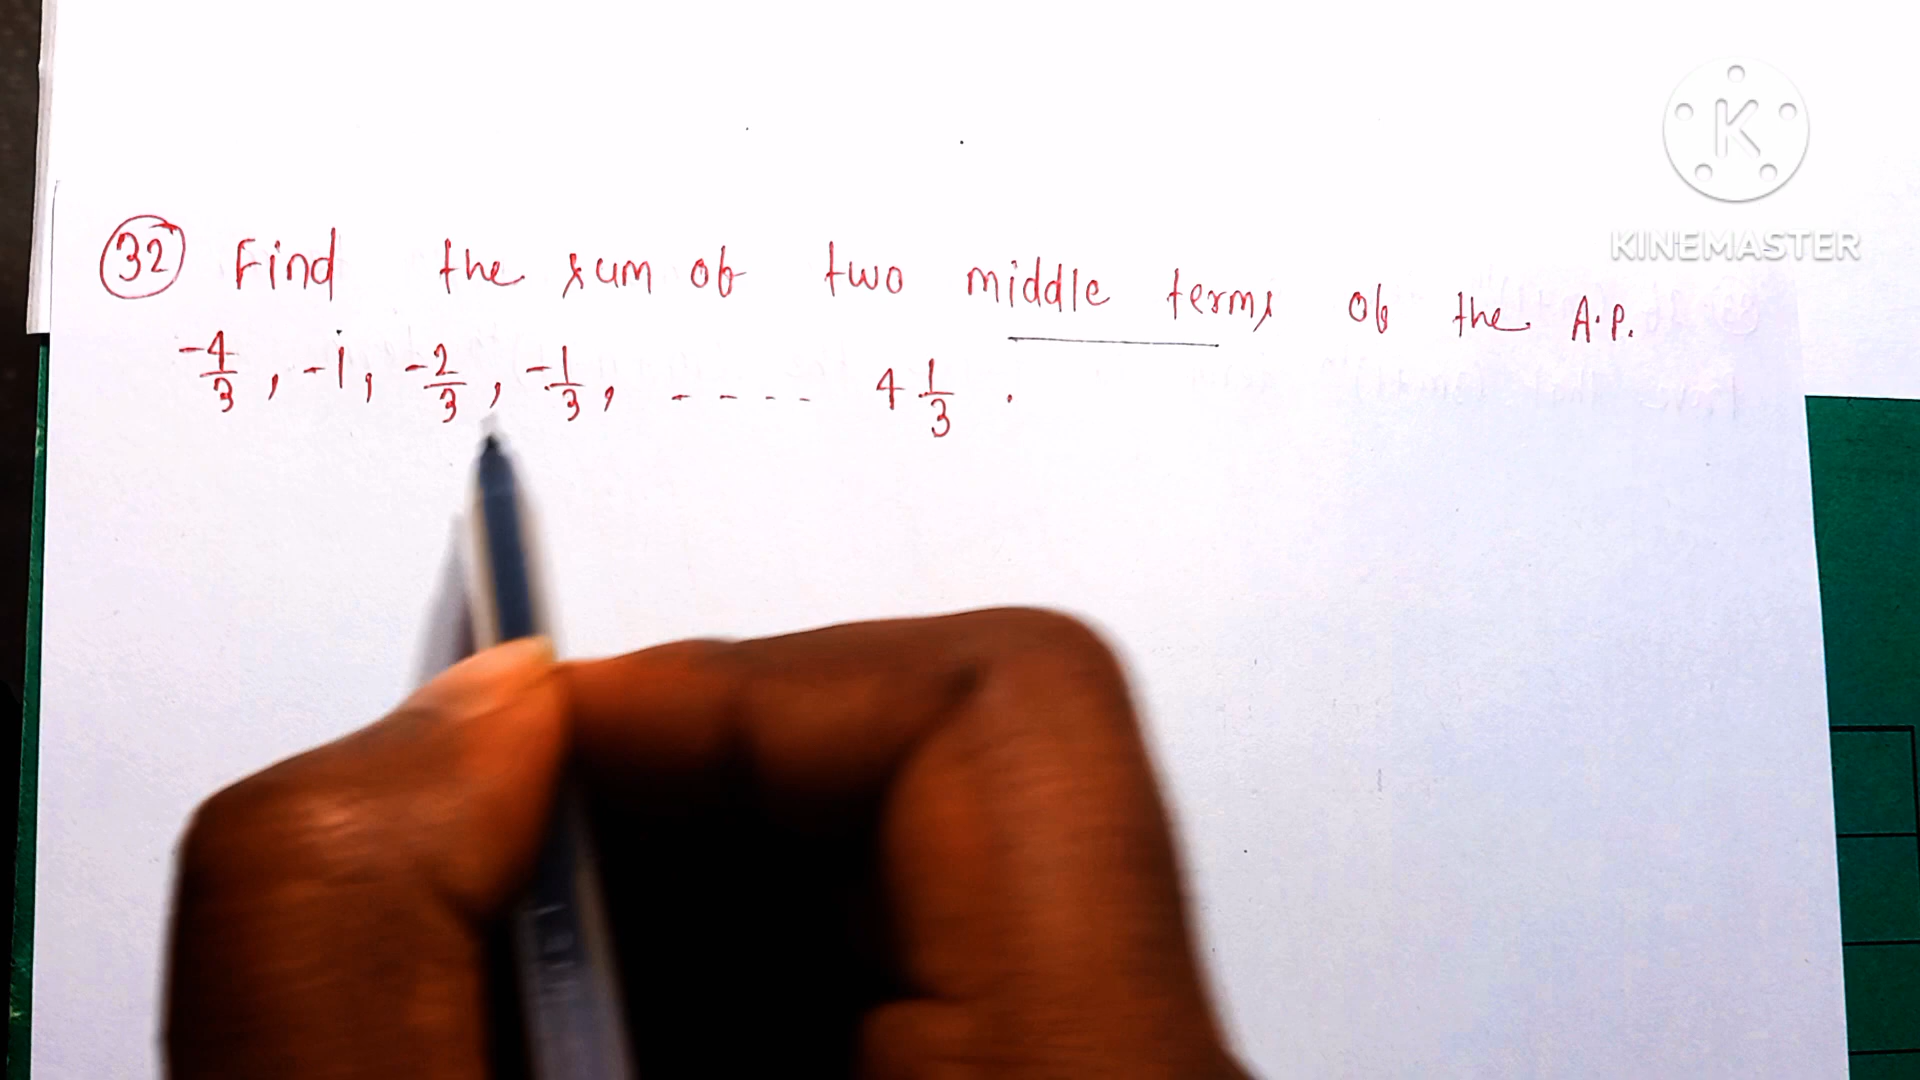 K
KINEMASTER
32 Find the sum of two middle terms of the A.P.
-4/3, -1, -2/3, -1/3, - - - - 4 1/3 .